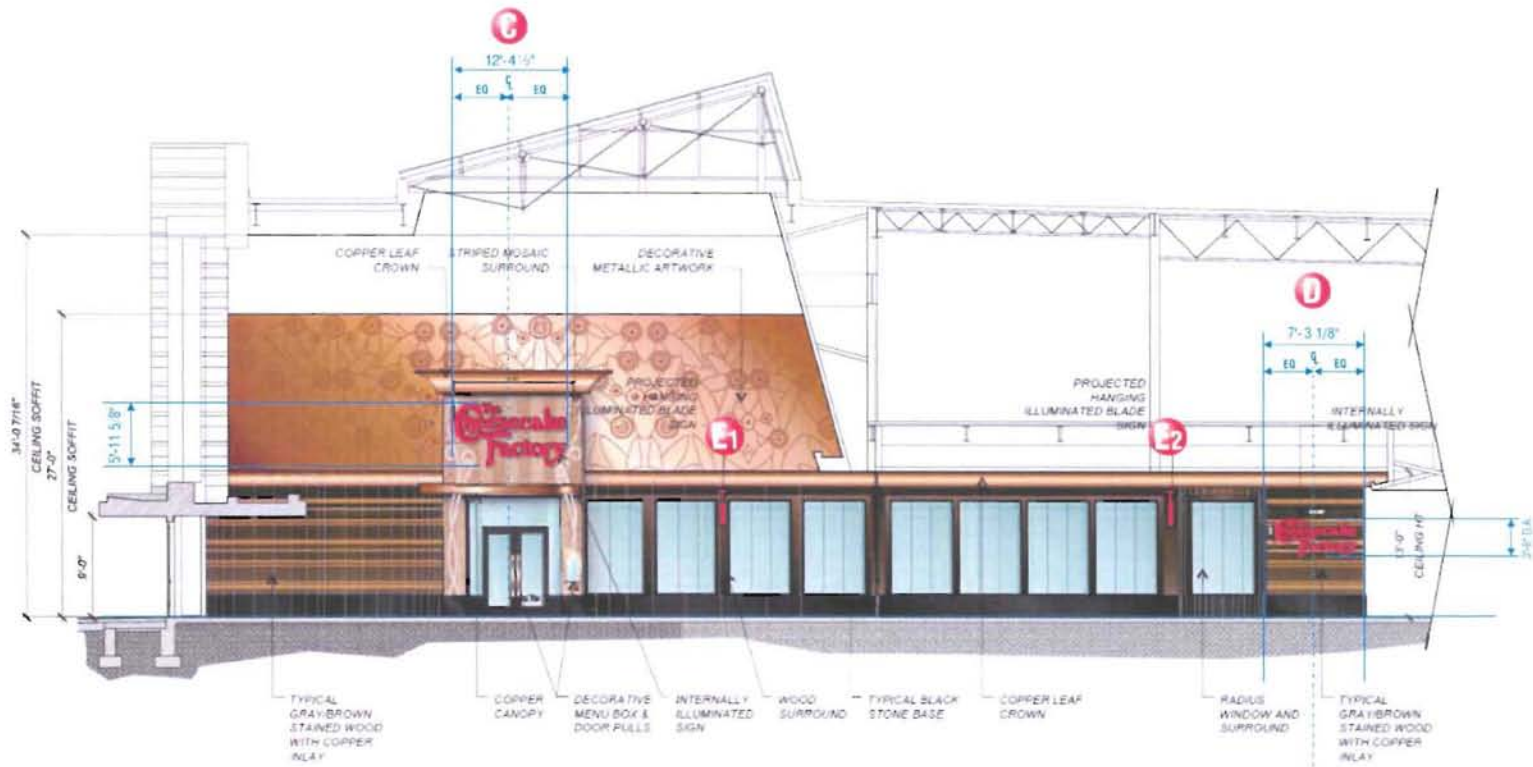 C
12'-4 ½"
EQ
EQ
COPPER LEAF
CROWN
STRIPED MOSAIC
SURROUND
DECORATIVE
METALLIC ARTWORK
D
7'-3 1/8"
EQ
EQ
34'-0 7/16"
CEILING SOFFIT
27'-0"
CEILING SOFFIT
5'-11 5/8"
9'-0"
PROJECTED
HANGING
ILLUMINATED BLADE
SIGN
The
Cheesecake
Factory
E1
PROJECTED
HANGING
ILLUMINATED BLADE
SIGN
E2
INTERNALLY
ILLUMINATED SIGN
The
Cheesecake
Factory
13'-0"
CEILING HT
TYPICAL
GRAY/BROWN
STAINED WOOD
WITH COPPER
INLAY
COPPER
CANOPY
DECORATIVE
MENU BOX &
DOOR PULLS
INTERNALLY
ILLUMINATED
SIGN
WOOD
SURROUND
TYPICAL BLACK
STONE BASE
COPPER LEAF
CROWN
RADIUS
WINDOW AND
SURROUND
TYPICAL
GRAY/BROWN
STAINED WOOD
WITH COPPER
INLAY